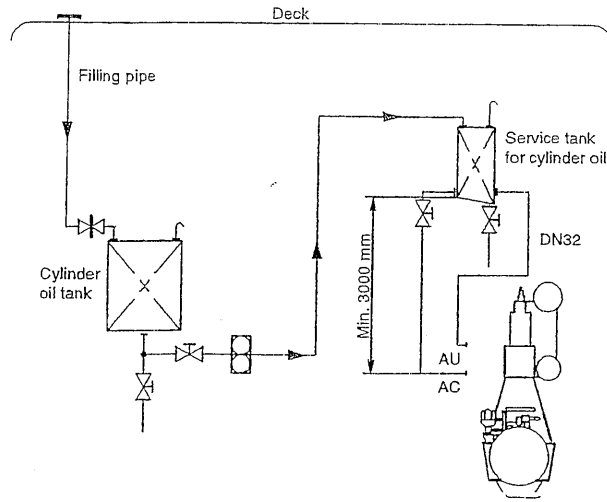 Deck
Filling pipe
Service tank
for cylinder oil
Cylinder
oil tank
Min. 3000 mm
DN32
AU
AC